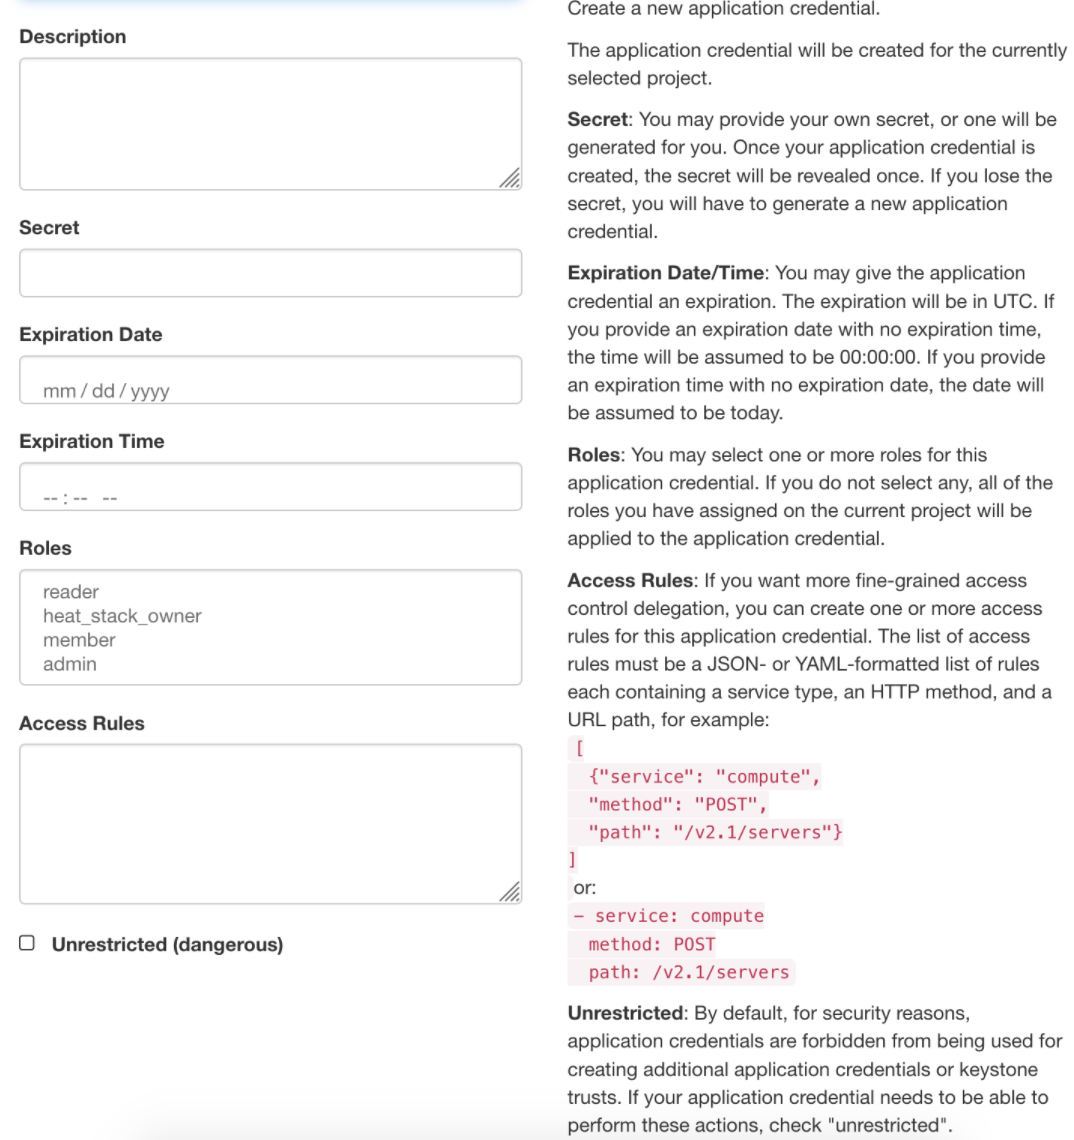 Description
Secret
Expiration Date
mm / dd / yyyy
Expiration Time
-- : -- --
Roles
reader
heat_stack_owner
member
admin
Access Rules
Unrestricted (dangerous)
Create a new application credential.
The application credential will be created for the currently
selected project.
Secret: You may provide your own secret, or one will be
generated for you. Once your application credential is
created, the secret will be revealed once. If you lose the
secret, you will have to generate a new application
credential.
Expiration Date/Time: You may give the application
credential an expiration. The expiration will be in UTC. If
you provide an expiration date with no expiration time,
the time will be assumed to be 00:00:00. If you provide
an expiration time with no expiration date, the date will
be assumed to be today.
Roles: You may select one or more roles for this
application credential. If you do not select any, all of the
roles you have assigned on the current project will be
applied to the application credential.
Access Rules: If you want more fine-grained access
control delegation, you can create one or more access
rules for this application credential. The list of access
rules must be a JSON- or YAML-formatted list of rules
each containing a service type, an HTTP method, and a
URL path, for example:
[
{"service": "compute",
"method": "POST",
"path": "/v2.1/servers"}
]
or:
- service: compute
method: POST
path: /v2.1/servers
Unrestricted: By default, for security reasons,
application credentials are forbidden from being used for
creating additional application credentials or keystone
trusts. If your application credential needs to be able to
perform these actions, check "unrestricted".